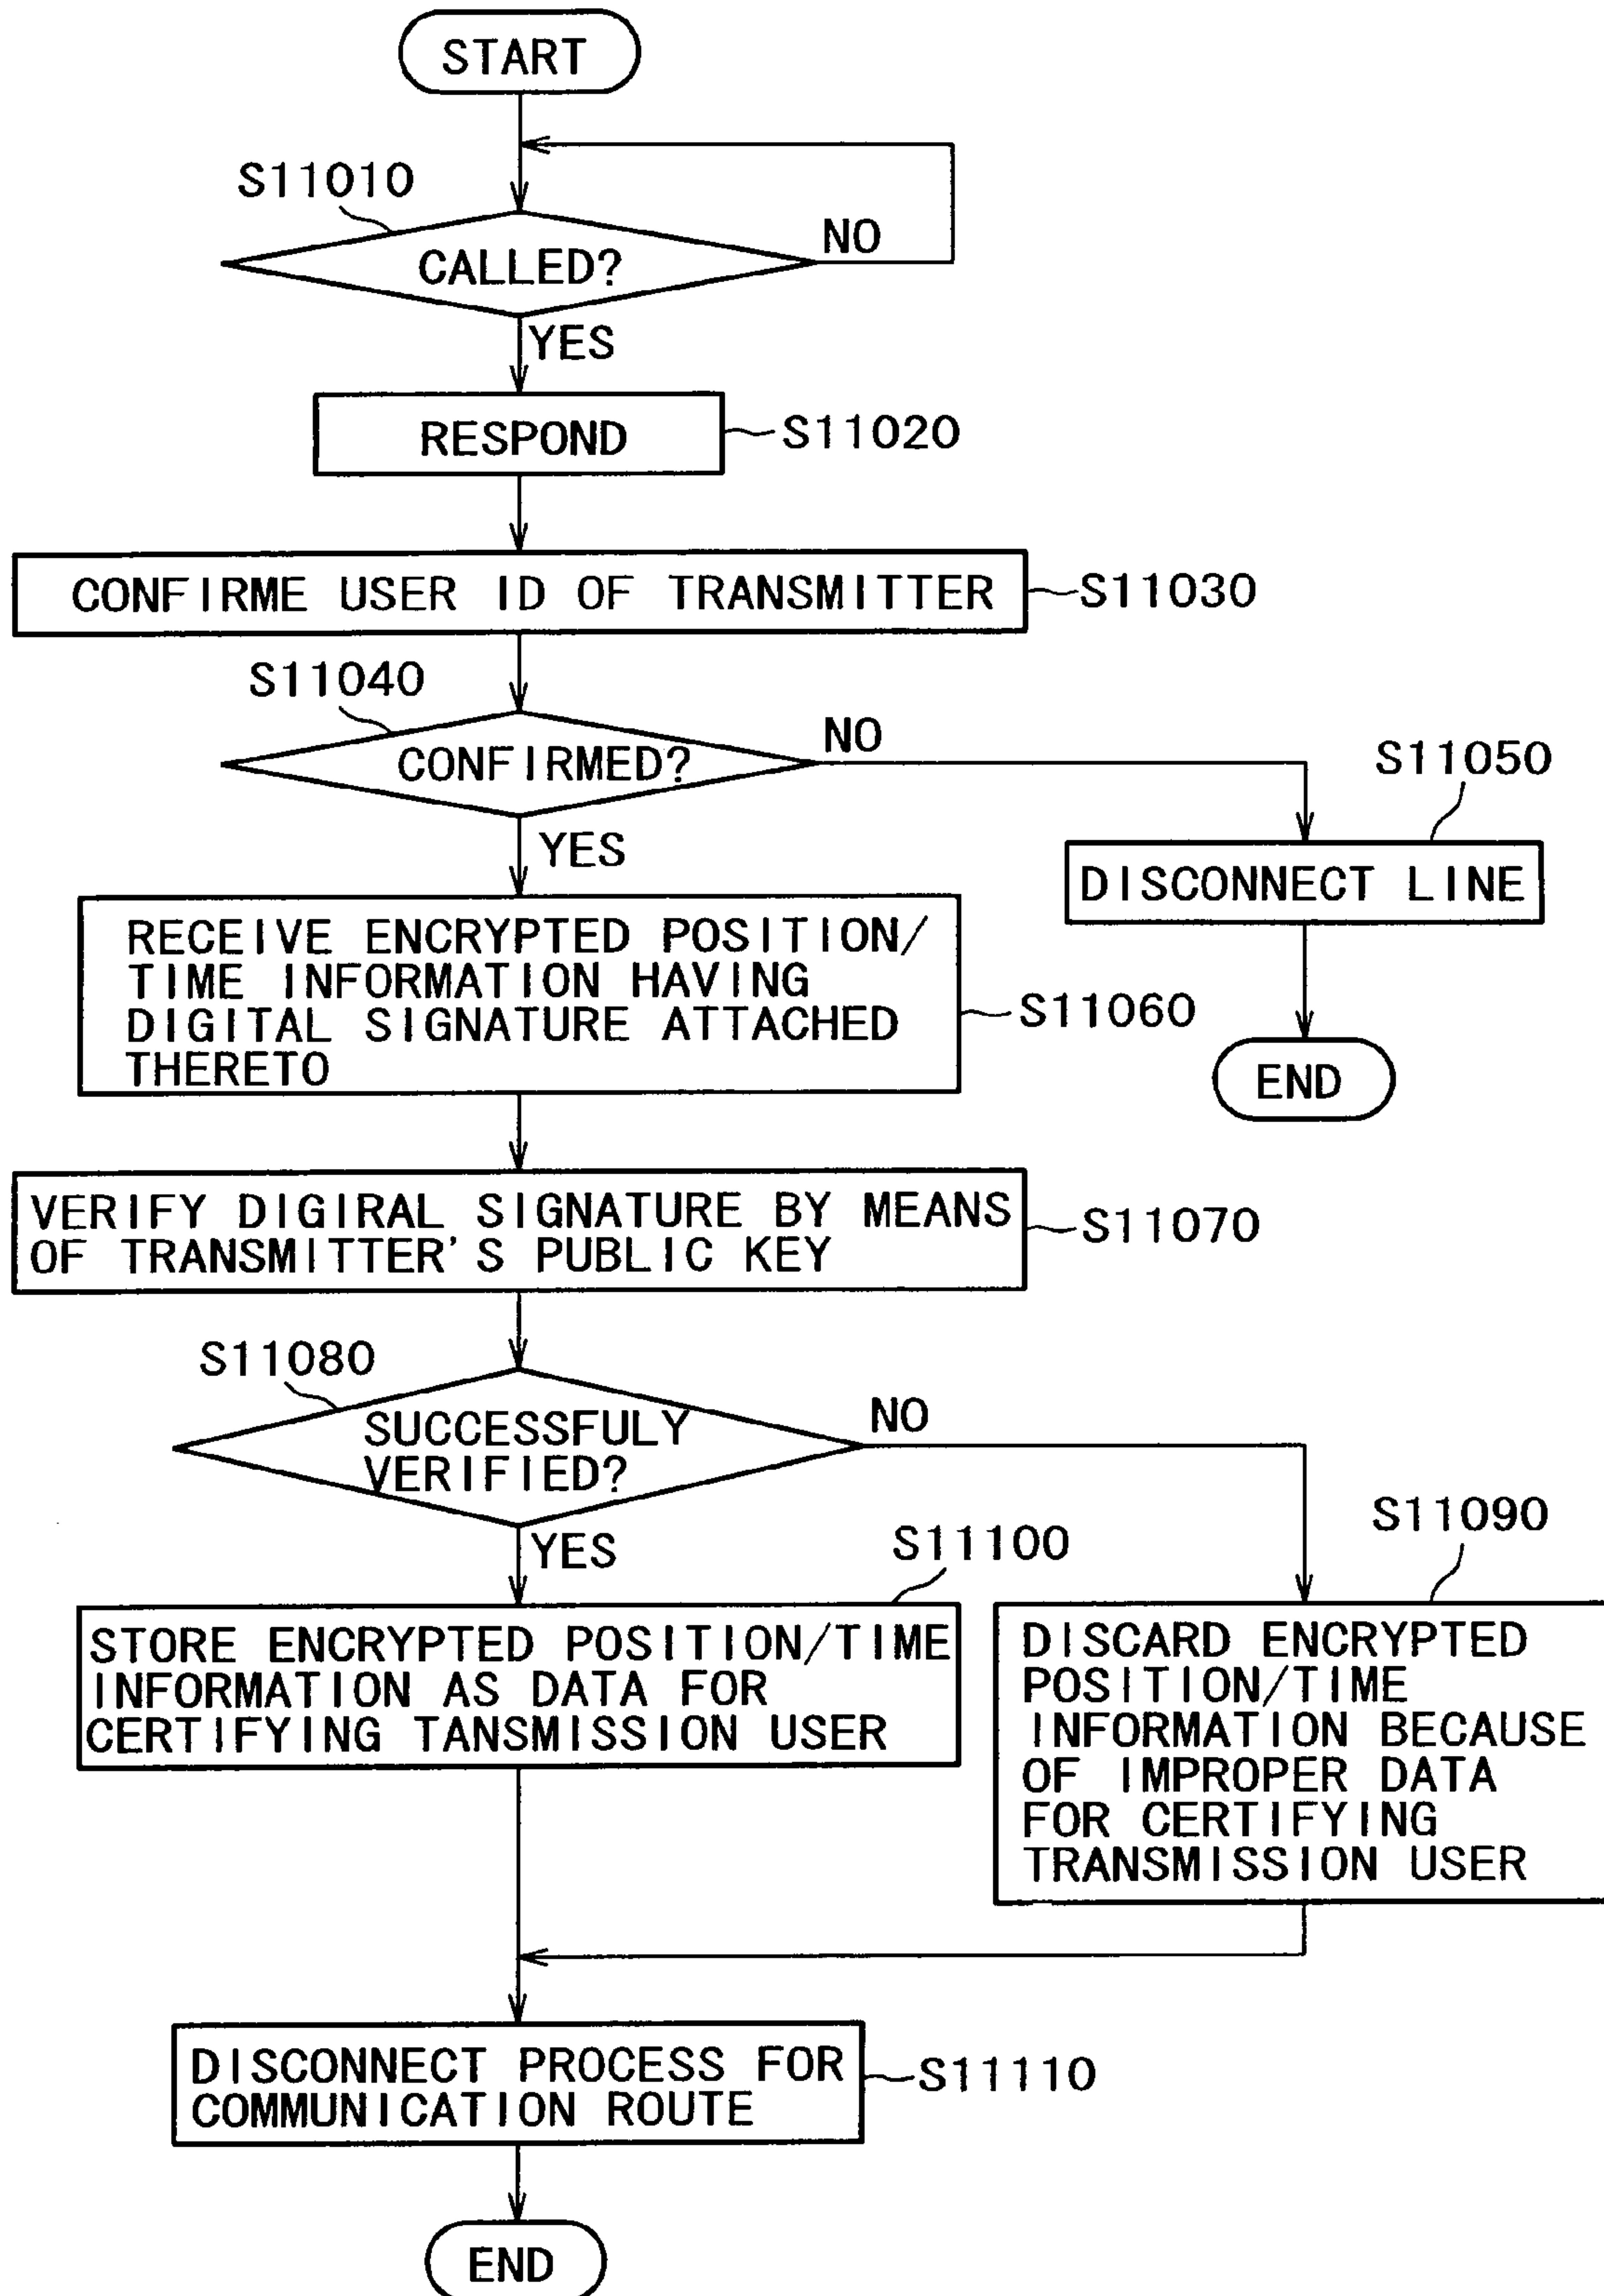 START
S11010
NO
CALLED?
YES
RESPOND
S11020
CONFIRME USER ID OF TRANSMITTER
S11030
S11040
NO
CONFIRMED?
S11050
YES
DISCONNECT LINE
RECEIVE ENCRYPTED POSITION/
TIME INFORMATION HAVING
DIGITAL SIGNATURE ATTACHED
THERETO
S11060
END
VERIFY DIGIRAL SIGNATURE BY MEANS
OF TRANSMITTER'S PUBLIC KEY
S11070
S11080
NO
SUCCESSFULY
VERIFIED?
S11090
YES
S11100
STORE ENCRYPTED POSITION/TIME
INFORMATION AS DATA FOR
CERTIFYING TANSMISSION USER
DISCARD ENCRYPTED
POSITION/TIME
INFORMATION BECAUSE
OF IMPROPER DATA
FOR CERTIFYING
TRANSMISSION USER
DISCONNECT PROCESS FOR
COMMUNICATION ROUTE
S11110
END